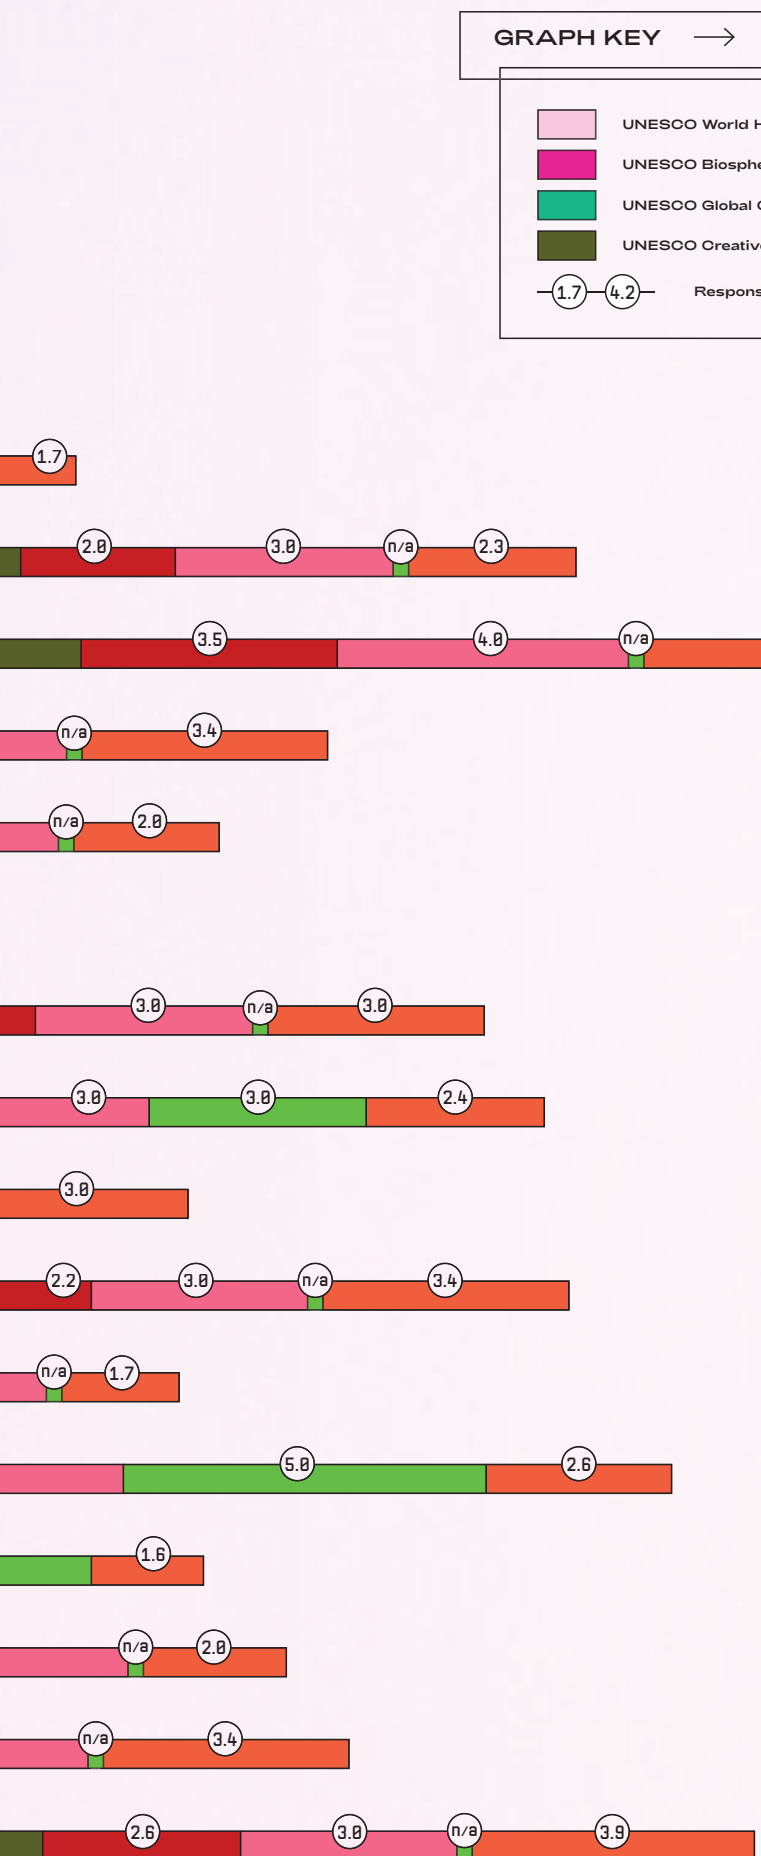 GRAPH KEY
UNESCO World
UNESCO
UNESCO Global
UNESCO
1.7 4.2
1.7
2.0 3.0 n/a 2.3
3.5 4.0 n/a
n/a 3.4
n/a 2.0
3.0 n/a 3.0
3.0 3.0 2.4
3.0
2.2 3.0 n/a 3.4
n/a 1.7
5.0 2.6
1.6
n/a 2.0
n/a 3.4
2.6 3.0 n/a 3.9